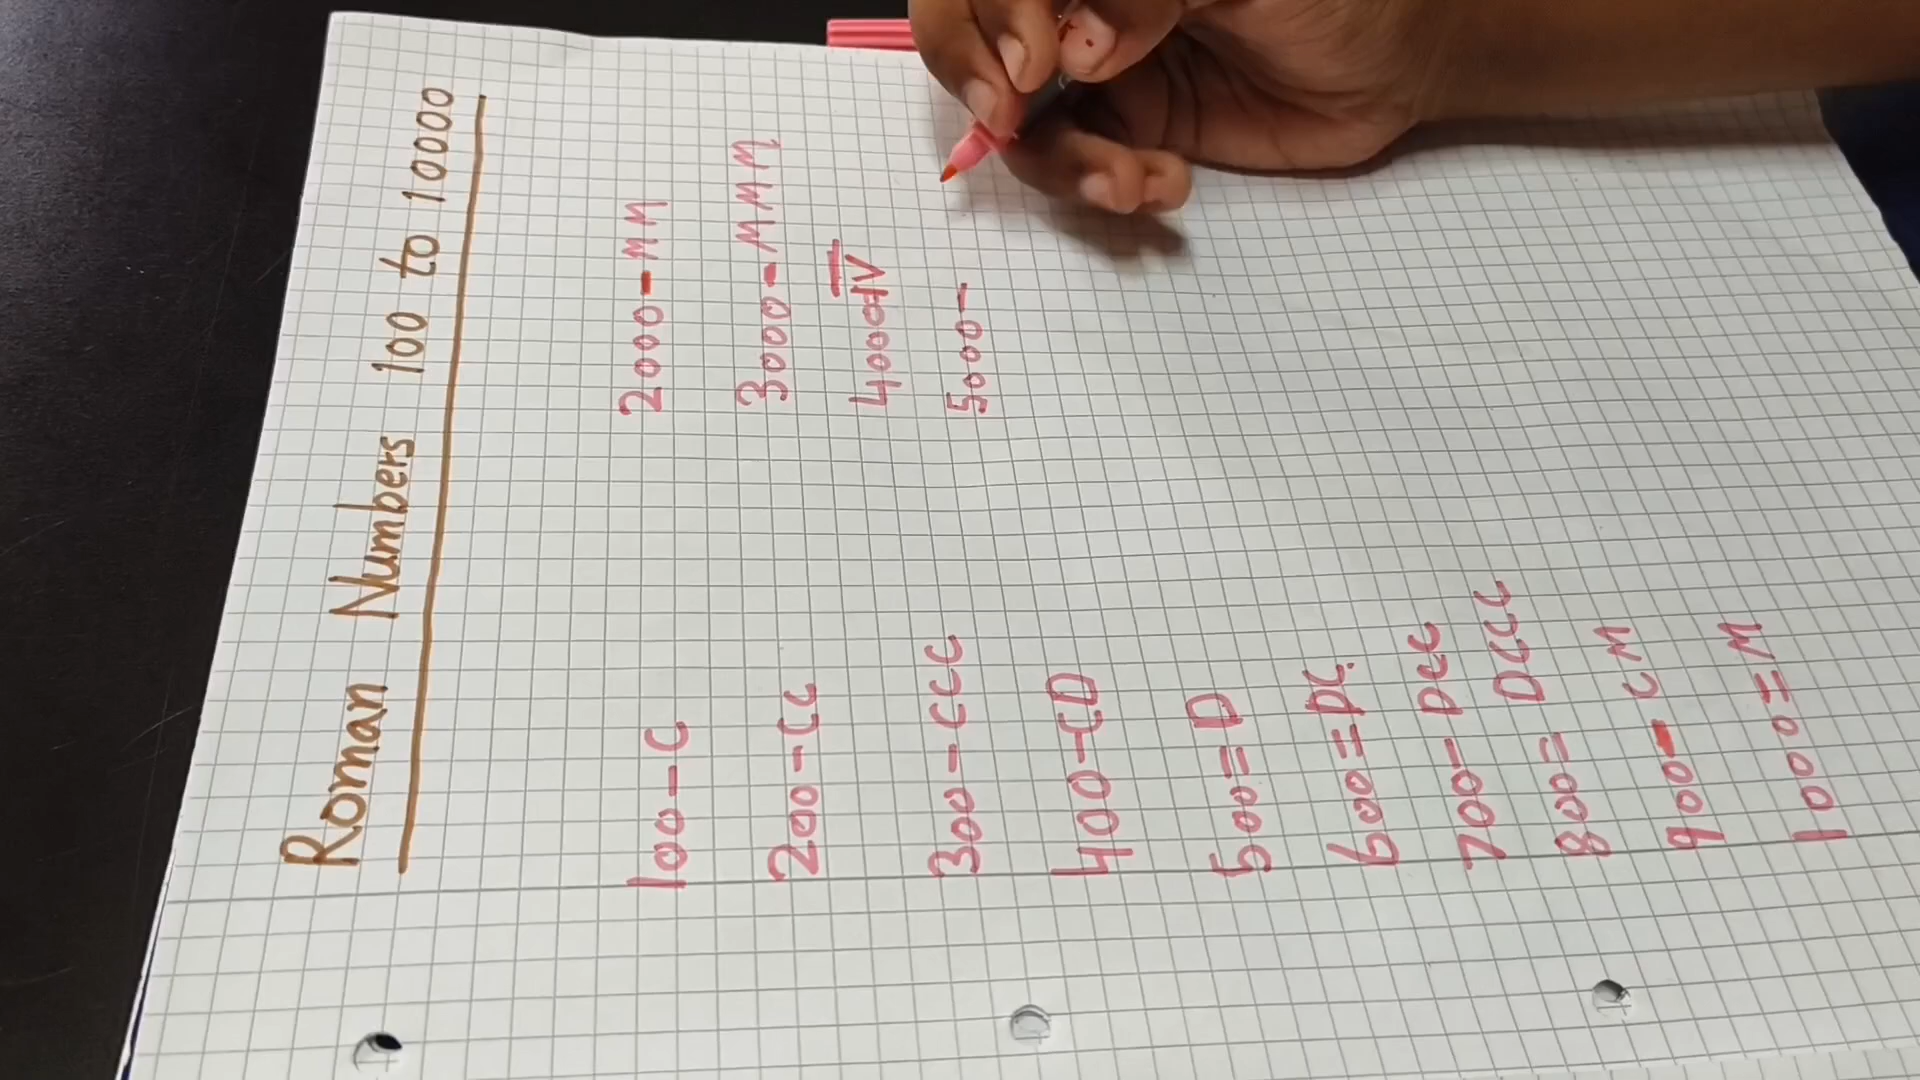 Roman Numbers 100 to 10000
100-C
200-CC
300-CCC
400-CD
500=D
600=DC.
700-DCC
800=DCCC
900-CM
1000=M
2000-MM
3000-MMM
4000-I̅V̅
5000-